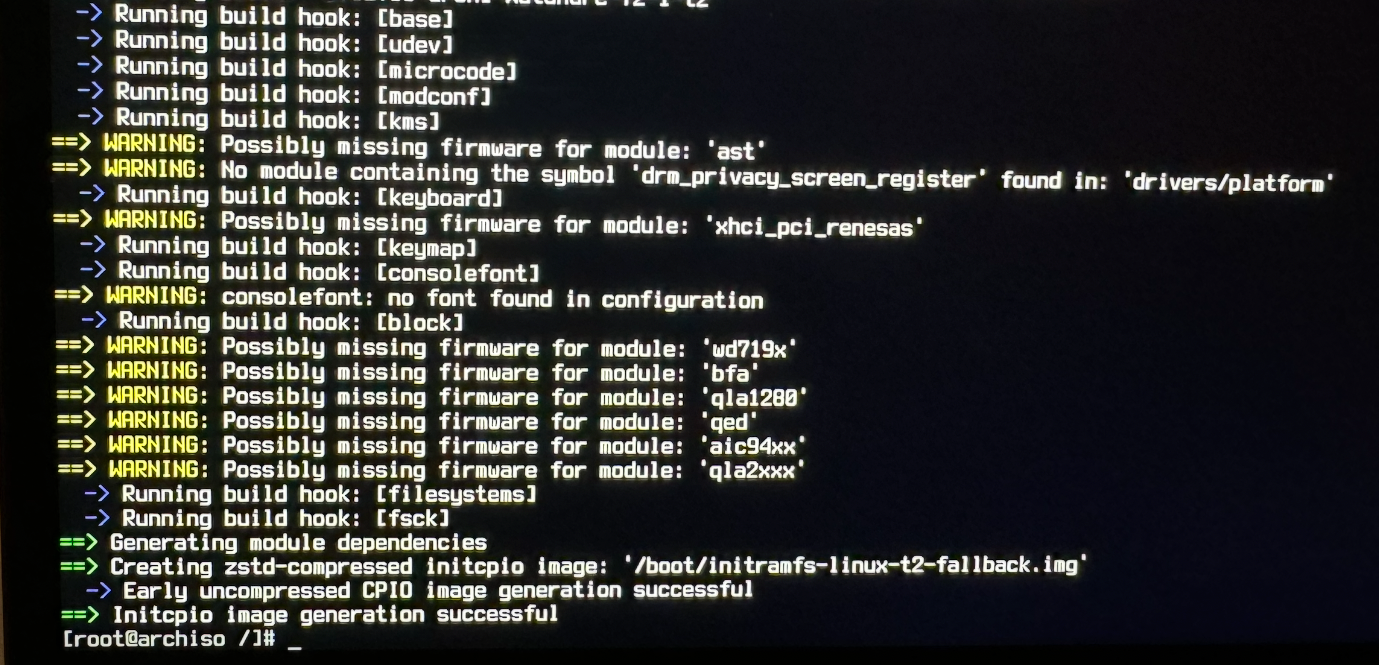 -> Running build hook: [base]
-> Running build hook: [udev]
-> Running build hook: [microcode]
-> Running build hook: [modconf]
-> Running build hook: [kms]
==> WARNING: Possibly missing firmware for module: 'ast'
==> WARNING: No module containing the symbol 'drm_privacy_screen_register' found in: 'drivers/platform'
-> Running build hook: [keyboard]
==> WARNING: Possibly missing firmware for module: 'xhci_pci_renesas'
-> Running build hook: [keymap]
-> Running build hook: [consolefont]
==> WARNING: consolefont: no font found in configuration
-> Running build hook: [block]
==> WARNING: Possibly missing firmware for module: 'wd719x'
==> WARNING: Possibly missing firmware for module: 'bfa'
==> WARNING: Possibly missing firmware for module: 'qla1280'
==> WARNING: Possibly missing firmware for module: 'qed'
==> WARNING: Possibly missing firmware for module: 'aic94xx'
==> WARNING: Possibly missing firmware for module: 'qla2xxx'
-> Running build hook: [filesystems]
-> Running build hook: [fsck]
==> Generating module dependencies
==> Creating zstd-compressed initcpio image: '/boot/initramfs-linux-t2-fallback.img'
-> Early uncompressed CPIO image generation successful
==> Initcpio image generation successful
[root@archiso /]# _